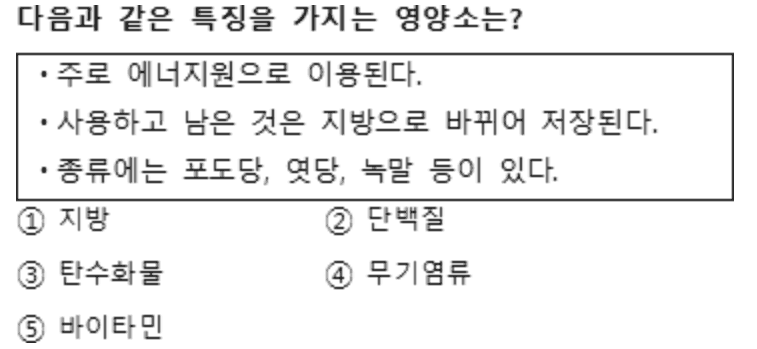 다음과 같은 특징을 가지는 영양소는?
・주로 에너지원으로 이용된다.
・사용하고 남은 것은 지방으로 바뀌어 저장된다.
・종류에는 포도당, 엿당, 녹말 등이 있다.
① 지방 ② 단백질
③ 탄수화물 ④ 무기염류
⑤ 바이타민